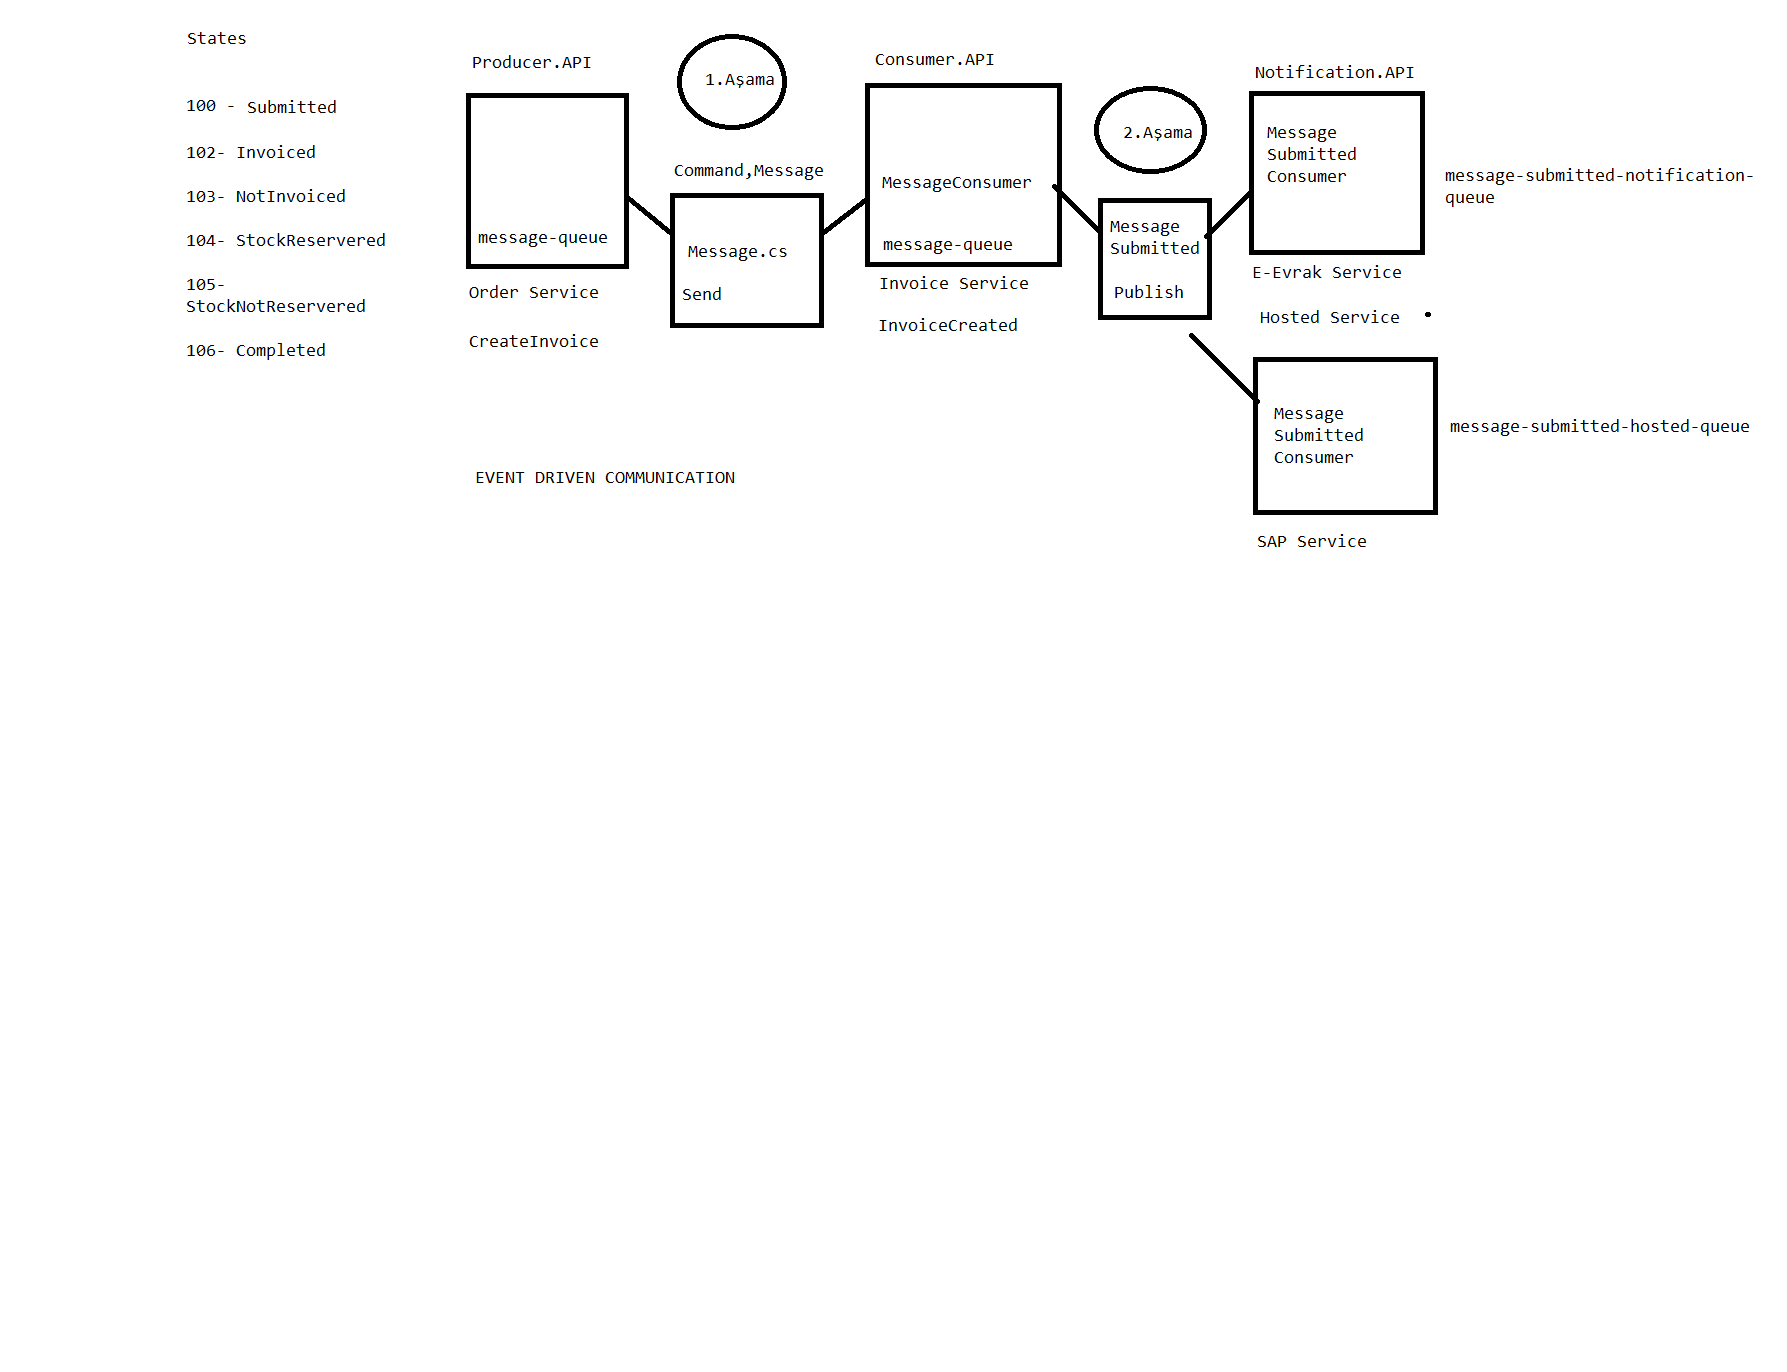 States
100 - Submitted
102- Invoiced
103- NotInvoiced
104- StockReservered
105-
StockNotReservered
106- Completed
Producer.API
message-queue
Order Service
CreateInvoice
1.Aşama
Command,Message
Message.cs
Send
Consumer.API
MessageConsumer
message-queue
Invoice Service
InvoiceCreated
2.Aşama
Message
Submitted
Publish
Notification.API
Message
Submitted
Consumer
message-submitted-notification-
queue
E-Evrak Service
Hosted Service
Message
Submitted
Consumer
message-submitted-hosted-queue
SAP Service
EVENT DRIVEN COMMUNICATION